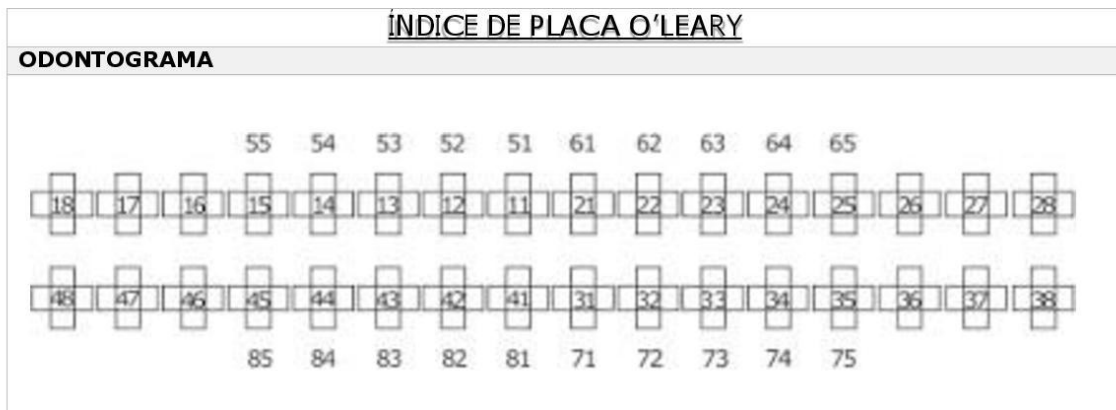 ÍNDICE DE PLACA O'LEARY
ODONTOGRAMA
55 54 53 52 51 61 62 63 64 65
18 17 16 15 14 13 12 11 21 22 23 24 25 26 27 28
48 47 46 45 44 43 42 41 31 32 33 34 35 36 37 38
85 84 83 82 81 71 72 73 74 75